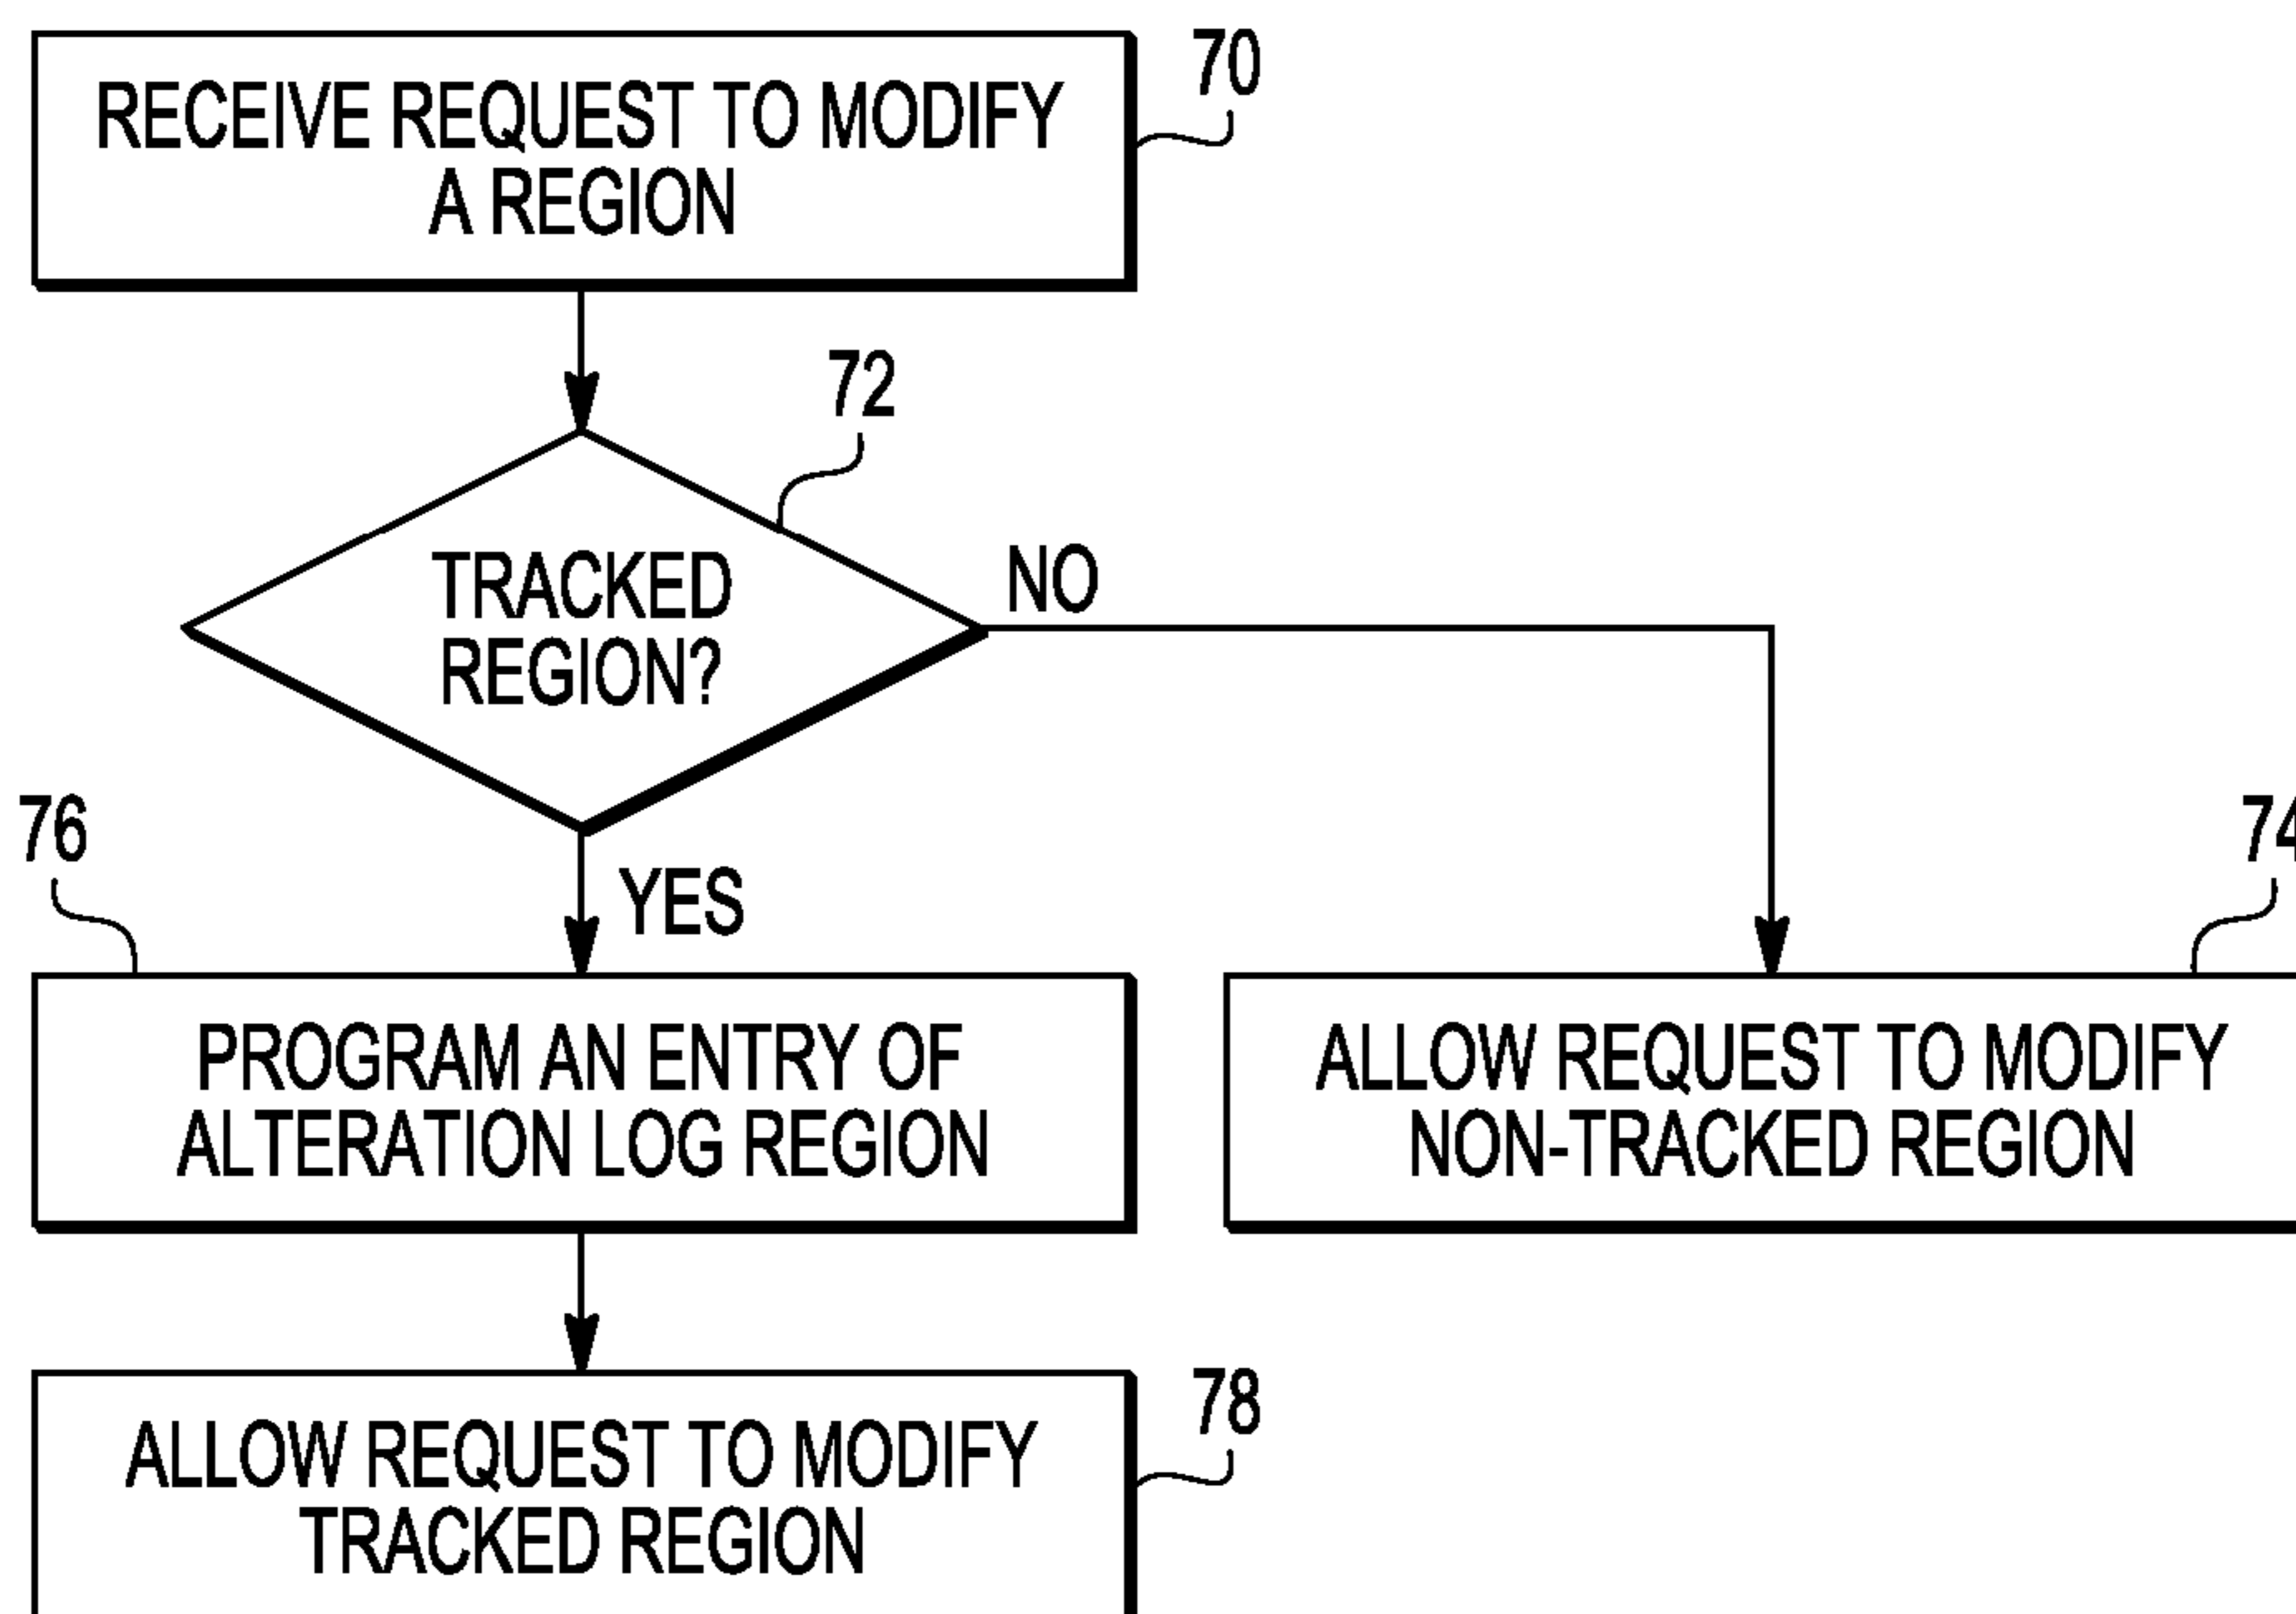 RECEIVE REQUEST TO MODIFY
A REGION
70
72
TRACKED
REGION?
NO
YES
76
PROGRAM AN ENTRY OF
ALTERATION LOG REGION
74
ALLOW REQUEST TO MODIFY
NON-TRACKED REGION
ALLOW REQUEST TO MODIFY
TRACKED REGION
78